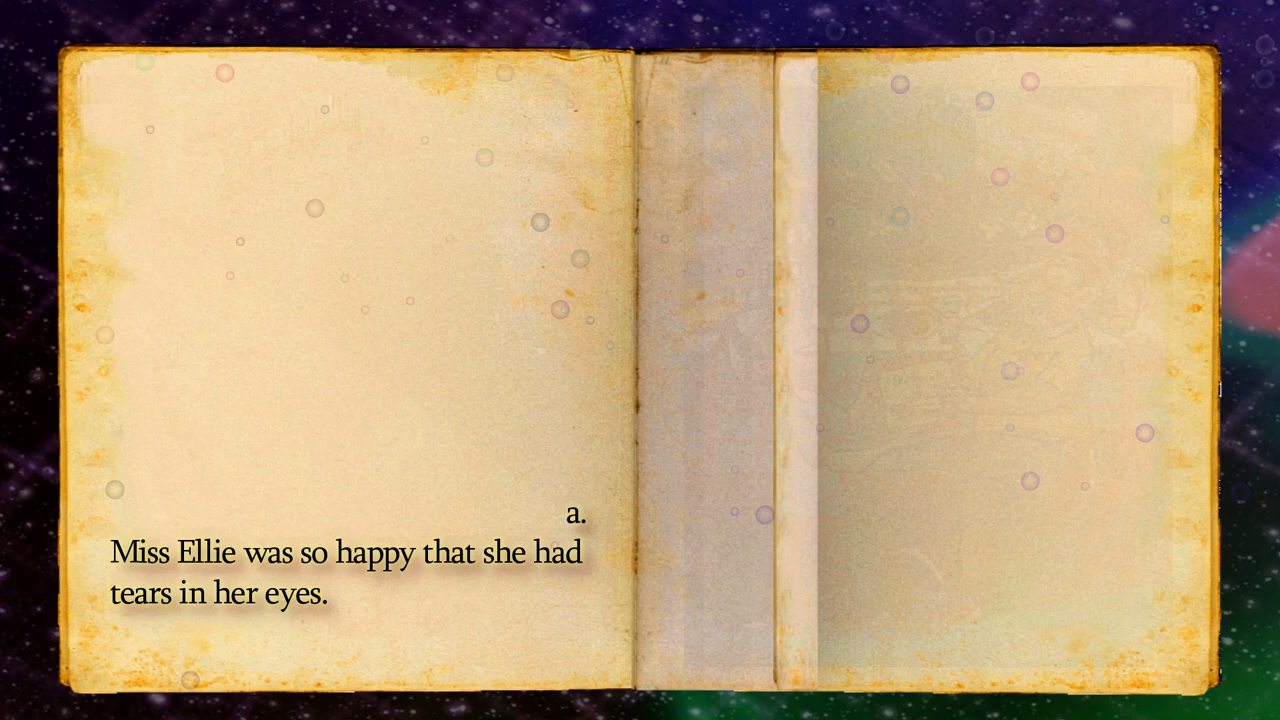 a.
Miss Ellie was so happy that she had
tears in her eyes.